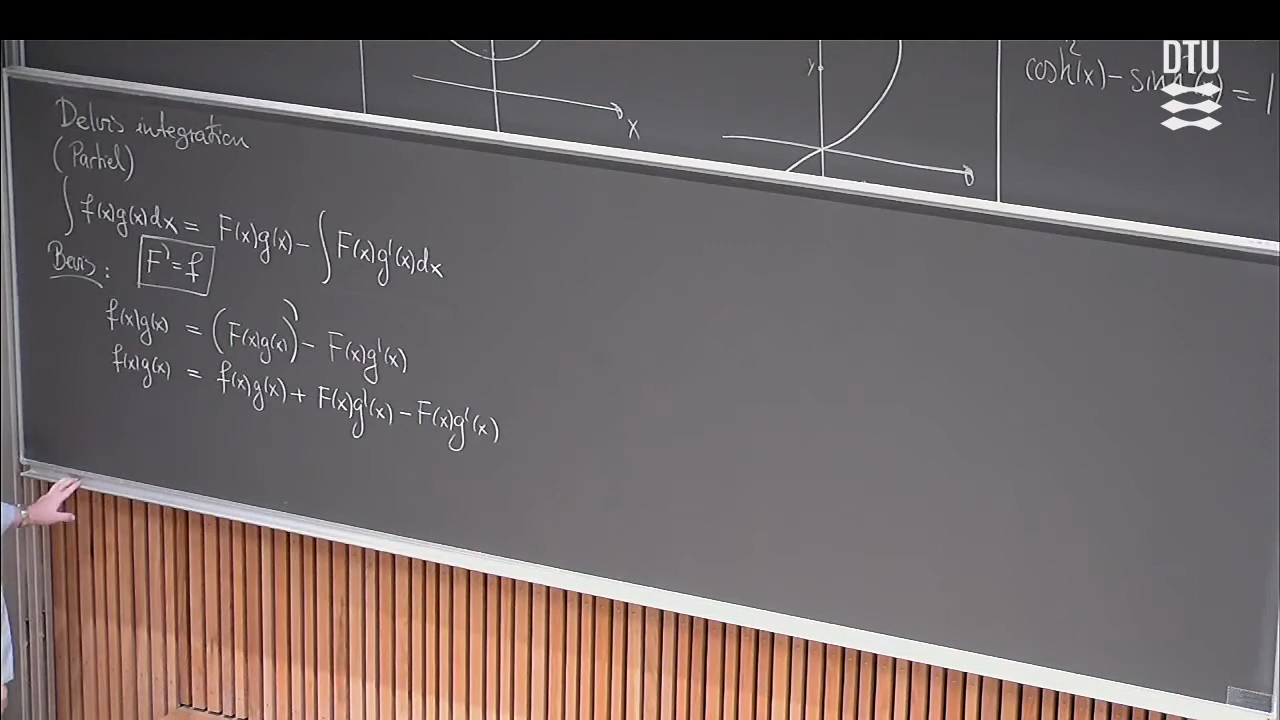 DTU
cosh²(x) - sinh²(x) = 1
y
x
Delvis integration
(Partiel)
∫ f(x)g(x)dx = F(x)g(x) - ∫ F(x)g'(x)dx
Bevis: F' = f
f(x)g(x) = (F(x)g(x))' - F(x)g'(x)
f(x)g(x) = f(x)g(x) + F(x)g'(x) - F(x)g'(x)